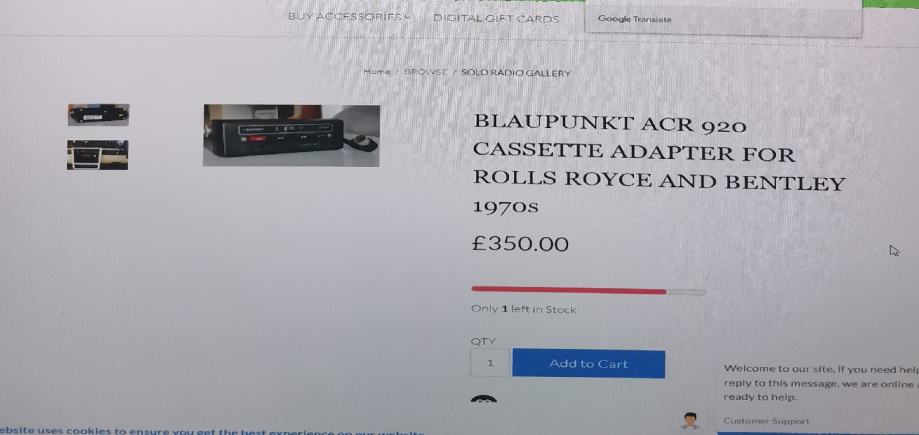 BUY ACCESSORIES DIGITAL GIFT CARDS Google Translate
Home / BROWSE / SOLD RADIO GALLERY
BLAUPUNKT ACR 920
CASSETTE ADAPTER FOR
ROLLS ROYCE AND BENTLEY
1970s
£350.00
Only 1 left in Stock
QTY
1 Add to Cart
Welcome to our site, if you need help
reply to this message, we are online
ready to help.
Customer Support
ebsite uses cookies to ensure you get the best experience on our website